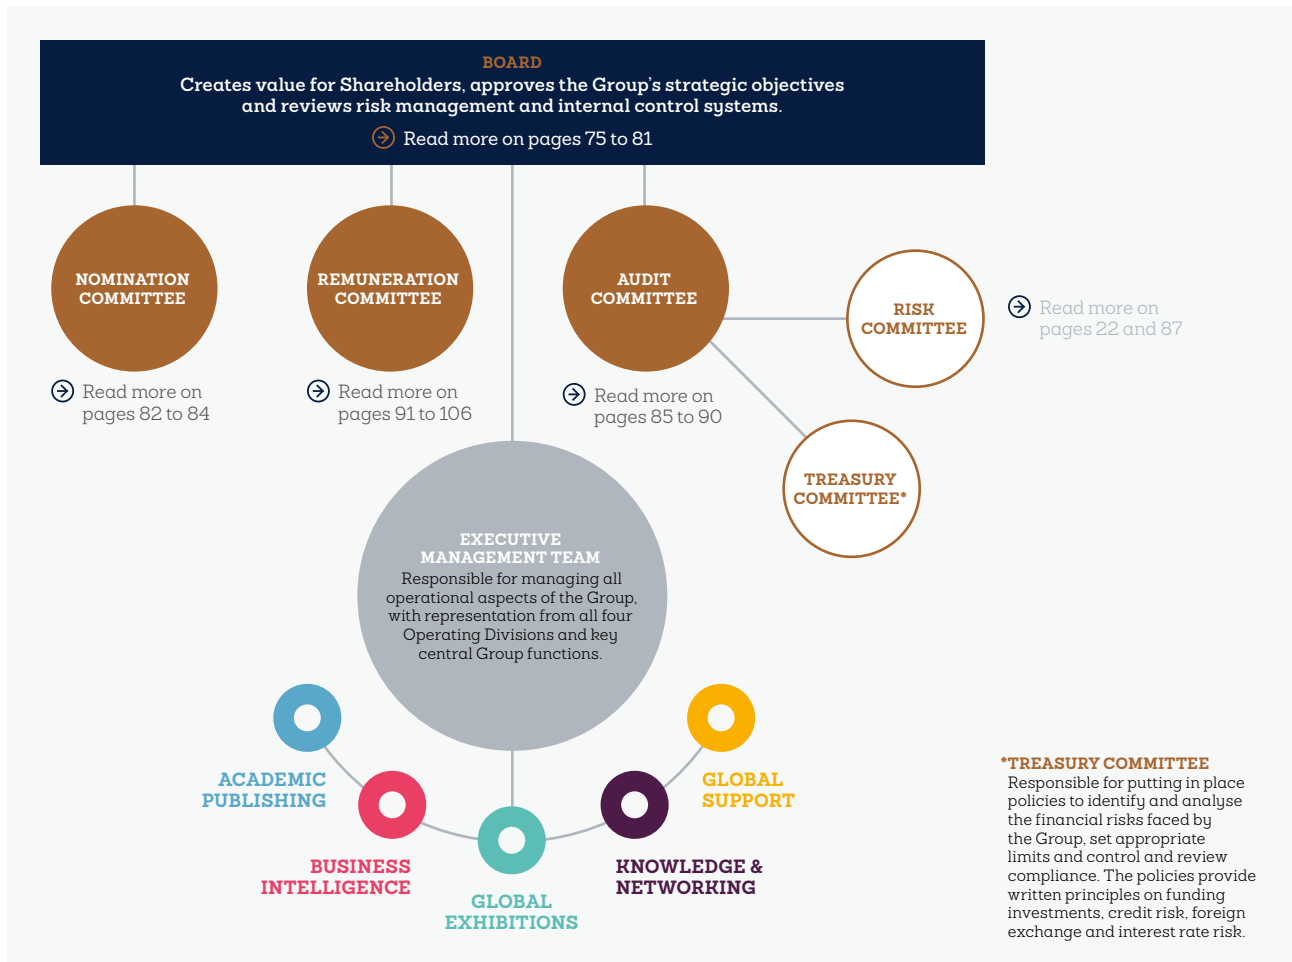 BOARD
Creates value for Shareholders, approves the Group's strategic objectives
and reviews risk management and internal control systems.
Read more on pages 75 to 81
NOMINATION
COMMITTEE
Read more on
pages 82 to 84
REMUNERATION
COMMITTEE
Read more on
pages 91 to 106
AUDIT
COMMITTEE
Read more on
pages 85 to 90
RISK
COMMITTEE
Read more on
pages 22 and 87
TREASURY
COMMITTEE*
EXECUTIVE
MANAGEMENT TEAM
Responsible for managing all
operational aspects of the Group,
with representation from all four
Operating Divisions and key
central Group functions.
ACADEMIC
PUBLISHING
BUSINESS
INTELLIGENCE
GLOBAL
EXHIBITIONS
KNOWLEDGE &
NETWORKING
GLOBAL
SUPPORT
*TREASURY COMMITTEE
Responsible for putting in place
policies to identify and analyse
the financial risks faced by
the Group, set appropriate
limits and control and review
compliance. The policies provide
written principles on funding
investments, credit risk, foreign
exchange and interest rate risk.